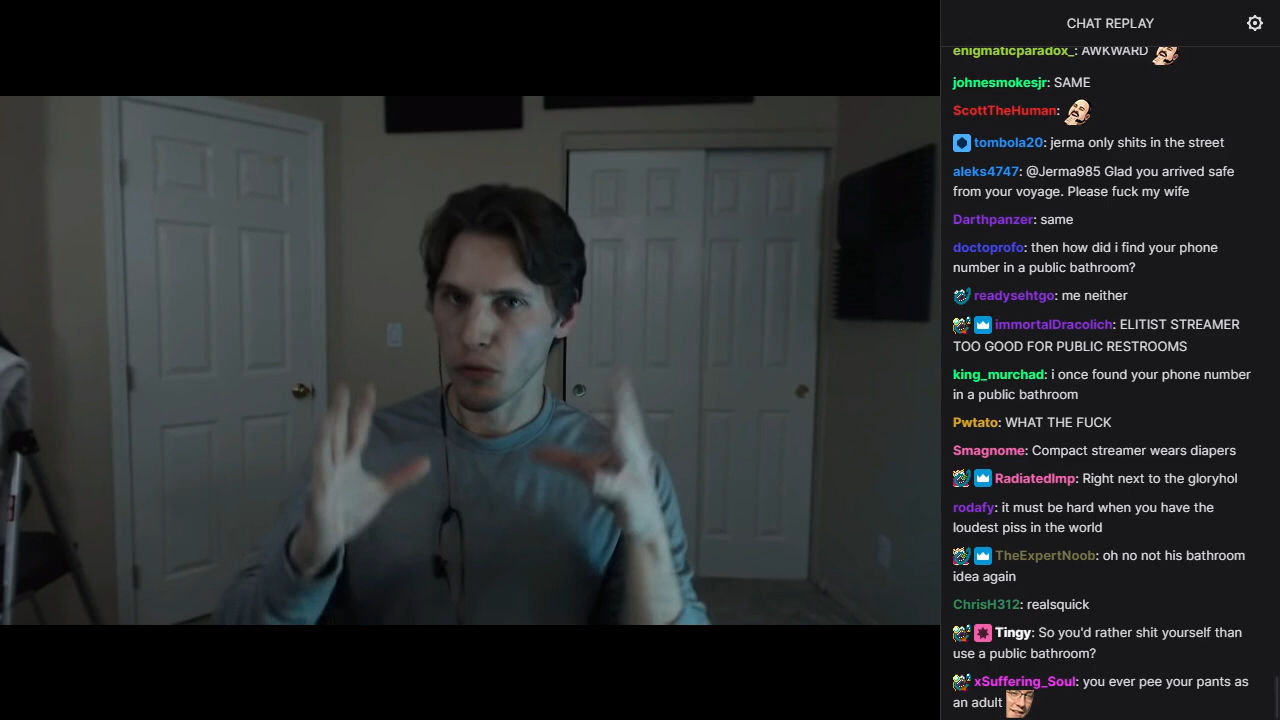 CHAT REPLAY
enigmaticparadox_: AWKWARD
johnesmokesjr: SAME
ScottTheHuman:
tombola20: jerma only shits in the street
aleks4747: @Jerma985 Glad you arrived safe
from your voyage. Please fuck my wife
Darthpanzer: same
doctoprofo: then how did i find your phone
number in a public bathroom?
readysehtgo: me neither
immortalDracolich: ELITIST STREAMER
TOO GOOD FOR PUBLIC RESTROOMS
king_murchad: i once found your phone number
in a public bathroom
Pwtato: WHAT THE FUCK
Smagnome: Compact streamer wears diapers
RadiatedImp: Right next to the gloryhol
rodafy: it must be hard when you have the
loudest piss in the world
TheExpertNoob: oh no not his bathroom
idea again
ChrisH312: realsquick
Tingy: So you'd rather shit yourself than
use a public bathroom?
xSuffering_Soul: you ever pee your pants as
an adult